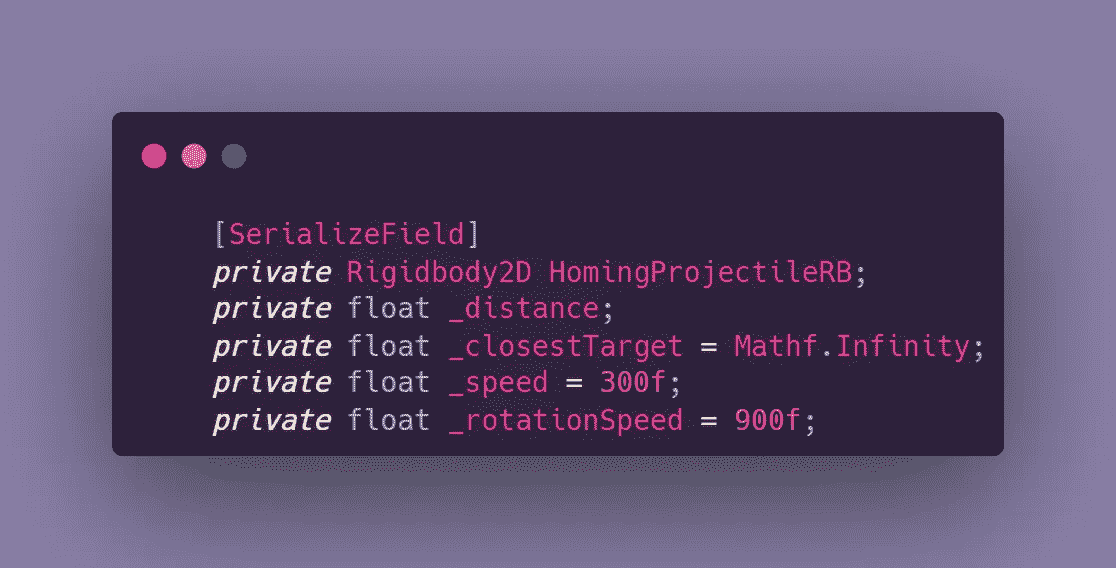 [SerializeField]
private Rigidbody2D HomingProjectileRB;
private float _distance;
private float _closestTarget = Mathf.Infinity;
private float _speed = 300f;
private float _rotationSpeed = 900f;